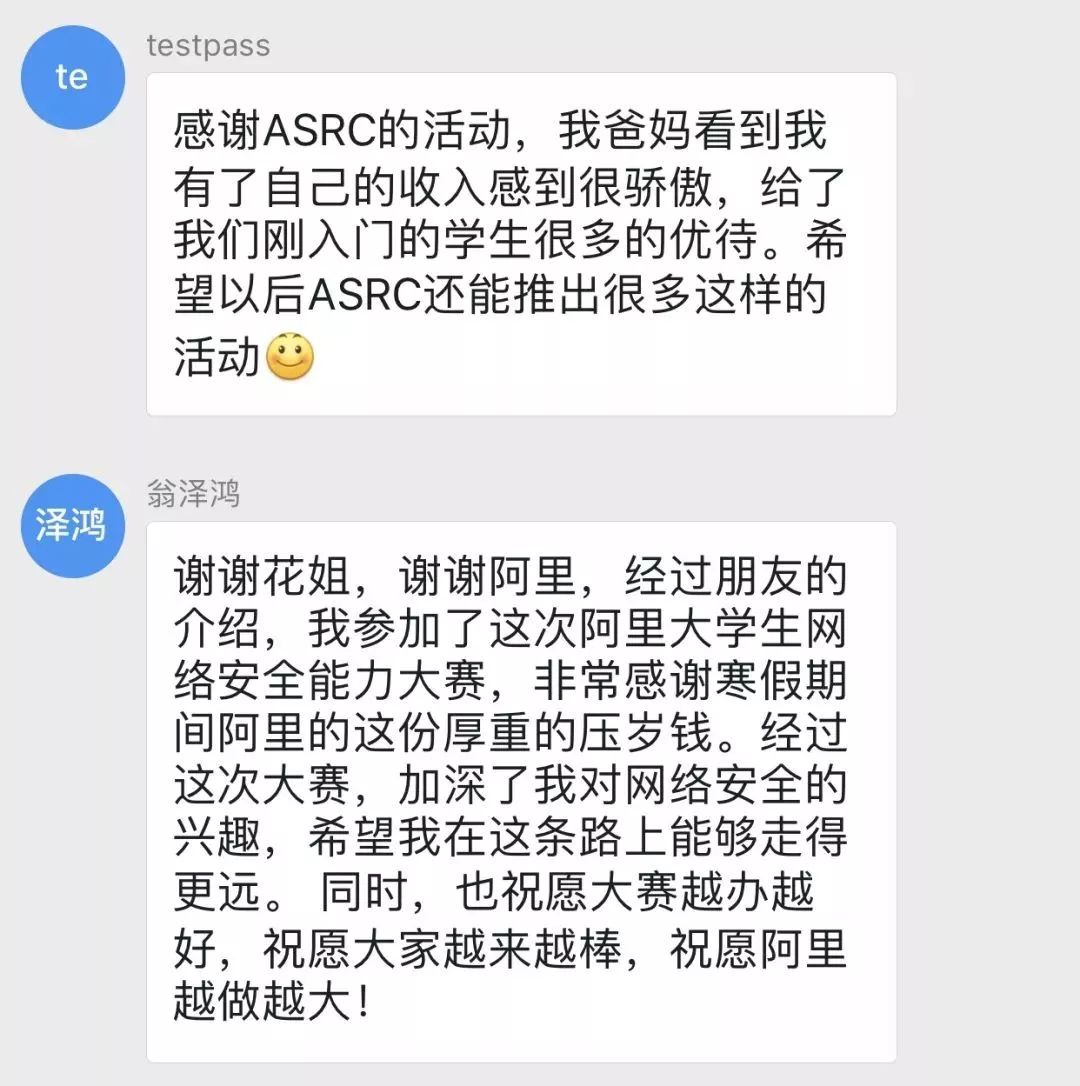 te
testpass
感谢ASRC的活动，我爸妈看到我
有了自己的收入感到很骄傲，给了
我们刚入门的学生很多的优待。希
望以后ASRC还能推出很多这样的
活动
泽鸿
翁泽鸿
谢谢花姐，谢谢阿里，经过朋友的
介绍，我参加了这次阿里大学生网
络安全能力大赛，非常感谢寒假期
间阿里的这份厚重的压岁钱。经过
这次大赛，加深了我对网络安全的
兴趣，希望我在这条路上能够走得
更远。 同时，也祝愿大赛越办越
好，祝愿大家越来越棒，祝愿阿里
越做越大！